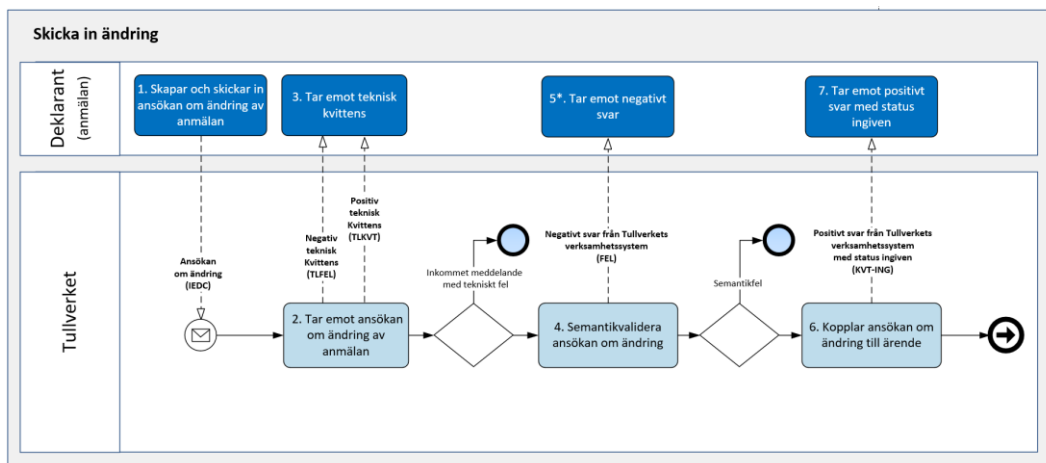 Skicka in ändring
Deklarant
(anmälan)
1. Skapar och skickar in
ansökan om ändring av
anmälan
3. Tar emot teknisk
kvittens
5*. Tar emot negativt
svar
7. Tar emot positivt
svar med status
ingiven
Tullverket
Ansökan
om ändring
(IEDC)
Negativ
teknisk
Kvittens
(TLFEL)
Positiv
teknisk
Kvittens
(TLKVT)
Inkommet meddelande
med tekniskt fel
Negativt svar från Tullverkets
verksamhetssystem
(FEL)
Semantikfel
Positivt svar från Tullverkets
verksamhetssystem
med status ingiven
(KVT-ING)
2. Tar emot ansökan
om ändring av
anmälan
4. Semantikvalidera
ansökan om ändring
6. Kopplar ansökan om
ändring till ärende